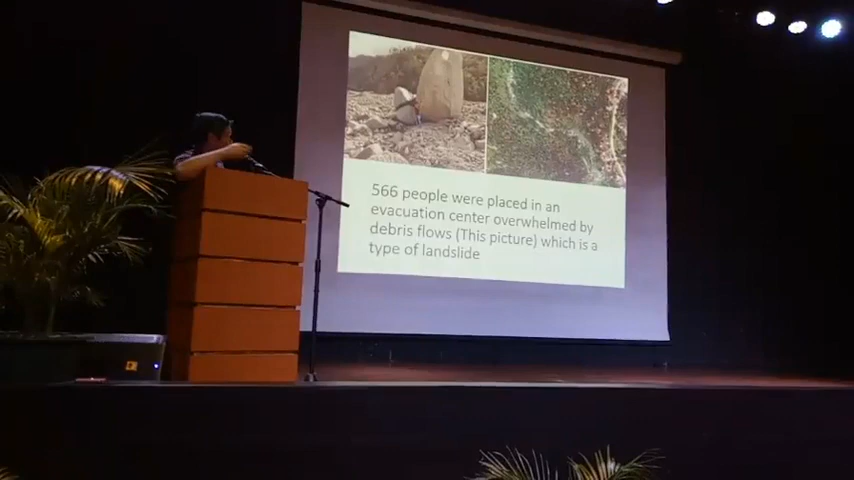 566 people were placed in an
evacuation center overwhelmed by
debris flows (This picture) which is a
type of landslide